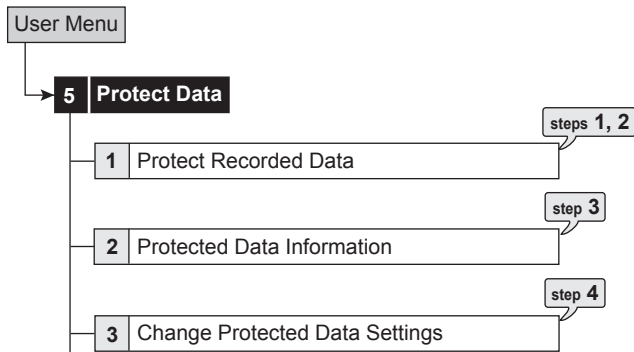 User Menu
5 Protect Data
steps 1, 2
1 Protect Recorded Data
step 3
2 Protected Data Information
step 4
3 Change Protected Data Settings